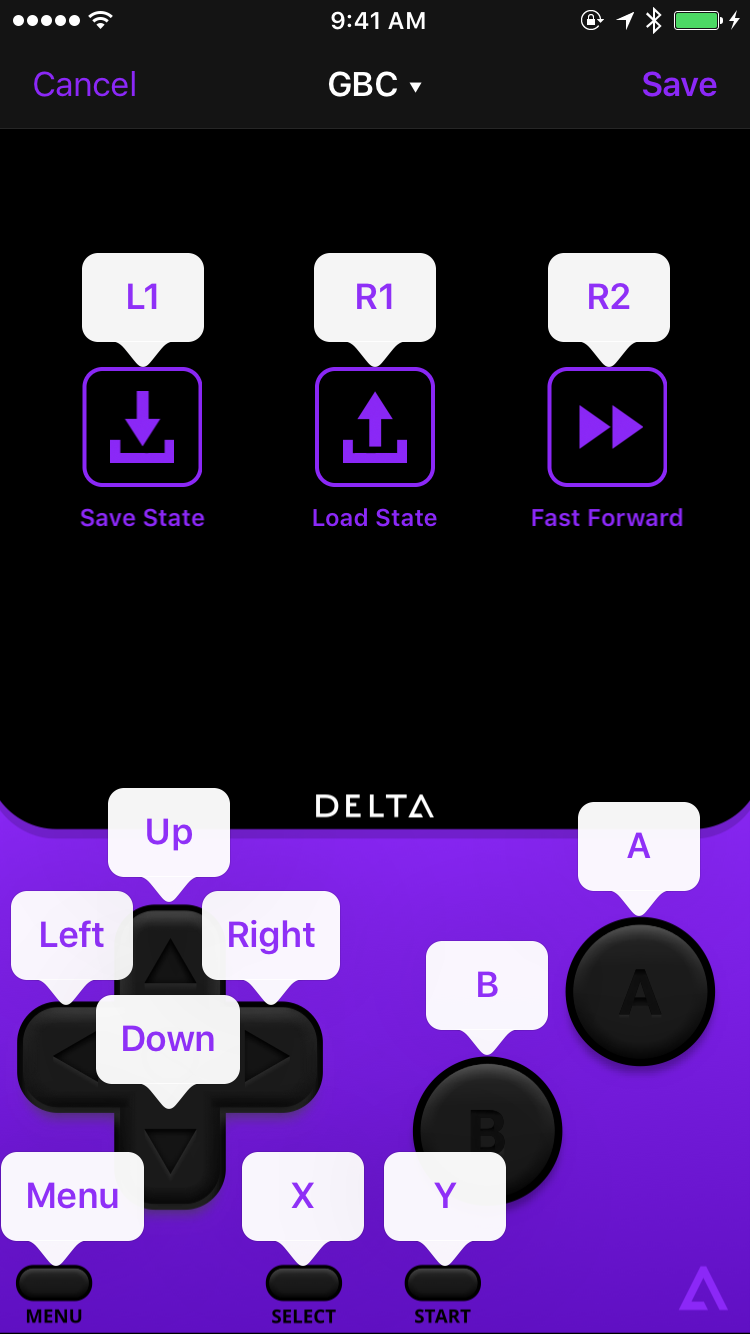 9:41 AM
Cancel
GBC ▾
Save
L1
R1
R2
Save State
Load State
Fast Forward
DELTA
Up
A
Left
Right
B
A
Down
B
Menu
X
Y
MENU
SELECT
START